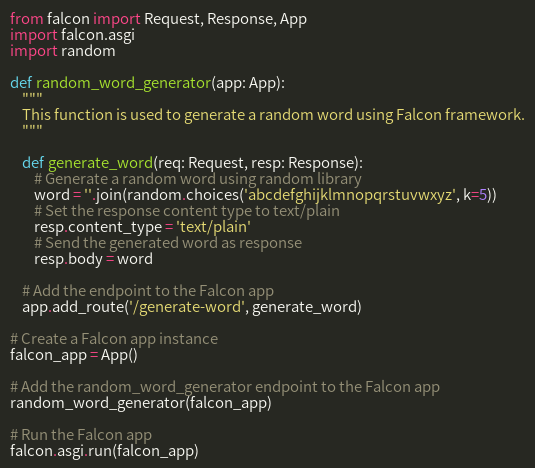 from falcon import Request, Response, App
import falcon.asgi
import random
def random_word_generator(app: App):
"""
This function is used to generate a random word using Falcon framework.
"""
def generate_word(req: Request, resp: Response):
# Generate a random word using random library
word = ''.join(random.choices('abcdefghijklmnopqrstuvwxyz', k=5))
# Set the response content type to text/plain
resp.content_type = 'text/plain'
# Send the generated word as response
resp.body = word
# Add the endpoint to the Falcon app
app.add_route('/generate-word', generate_word)
# Create a Falcon app instance
falcon_app = App()
# Add the random_word_generator endpoint to the Falcon app
random_word_generator(falcon_app)
# Run the Falcon app
falcon.asgi.run(falcon_app)